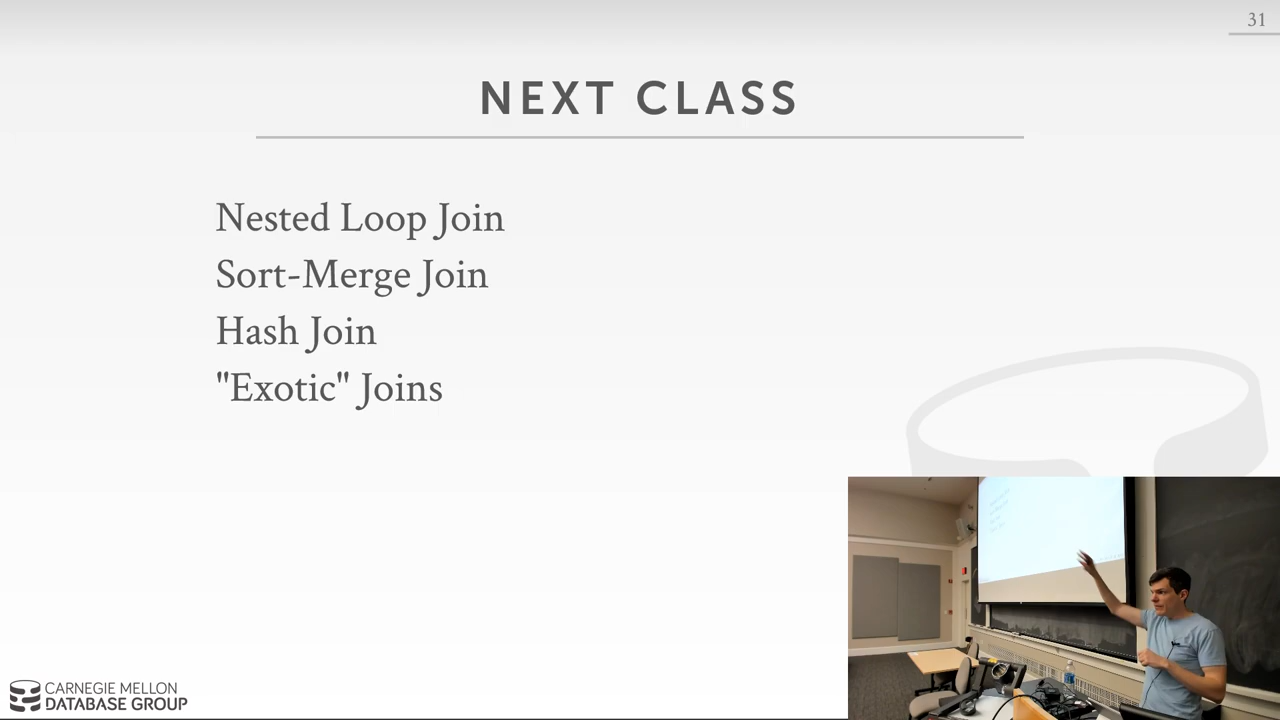 31
NEXT CLASS
Nested Loop Join
Sort-Merge Join
Hash Join
"Exotic" Joins
CARNEGIE MELLON
DATABASE GROUP